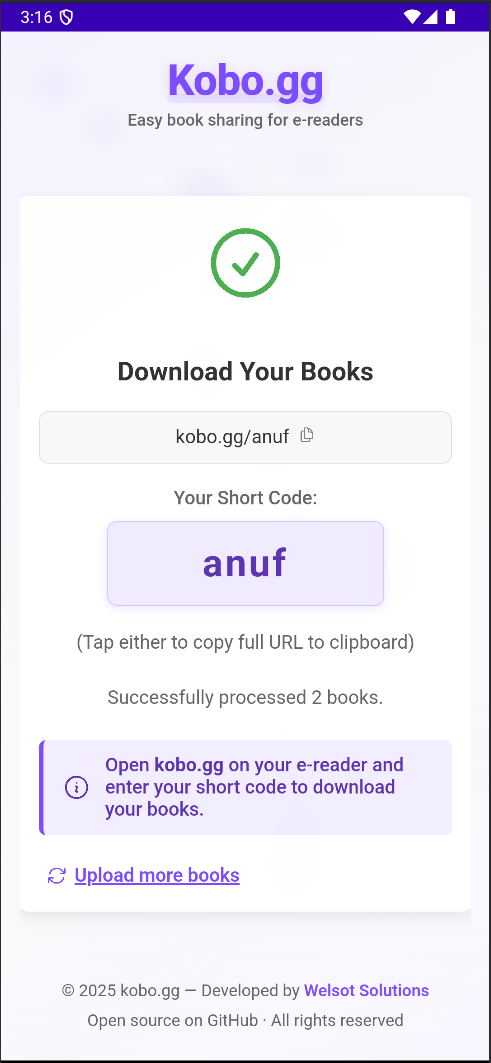 3:16
Kobo.gg
Easy book sharing for e-readers
Download Your Books
kobo.gg/anuf
Your Short Code:
anuf
(Tap either to copy full URL to clipboard)
Successfully processed 2 books.
Open kobo.gg on your e-reader and
enter your short code to download
your books.
Upload more books
© 2025 kobo.gg — Developed by Welsot Solutions
Open source on GitHub · All rights reserved